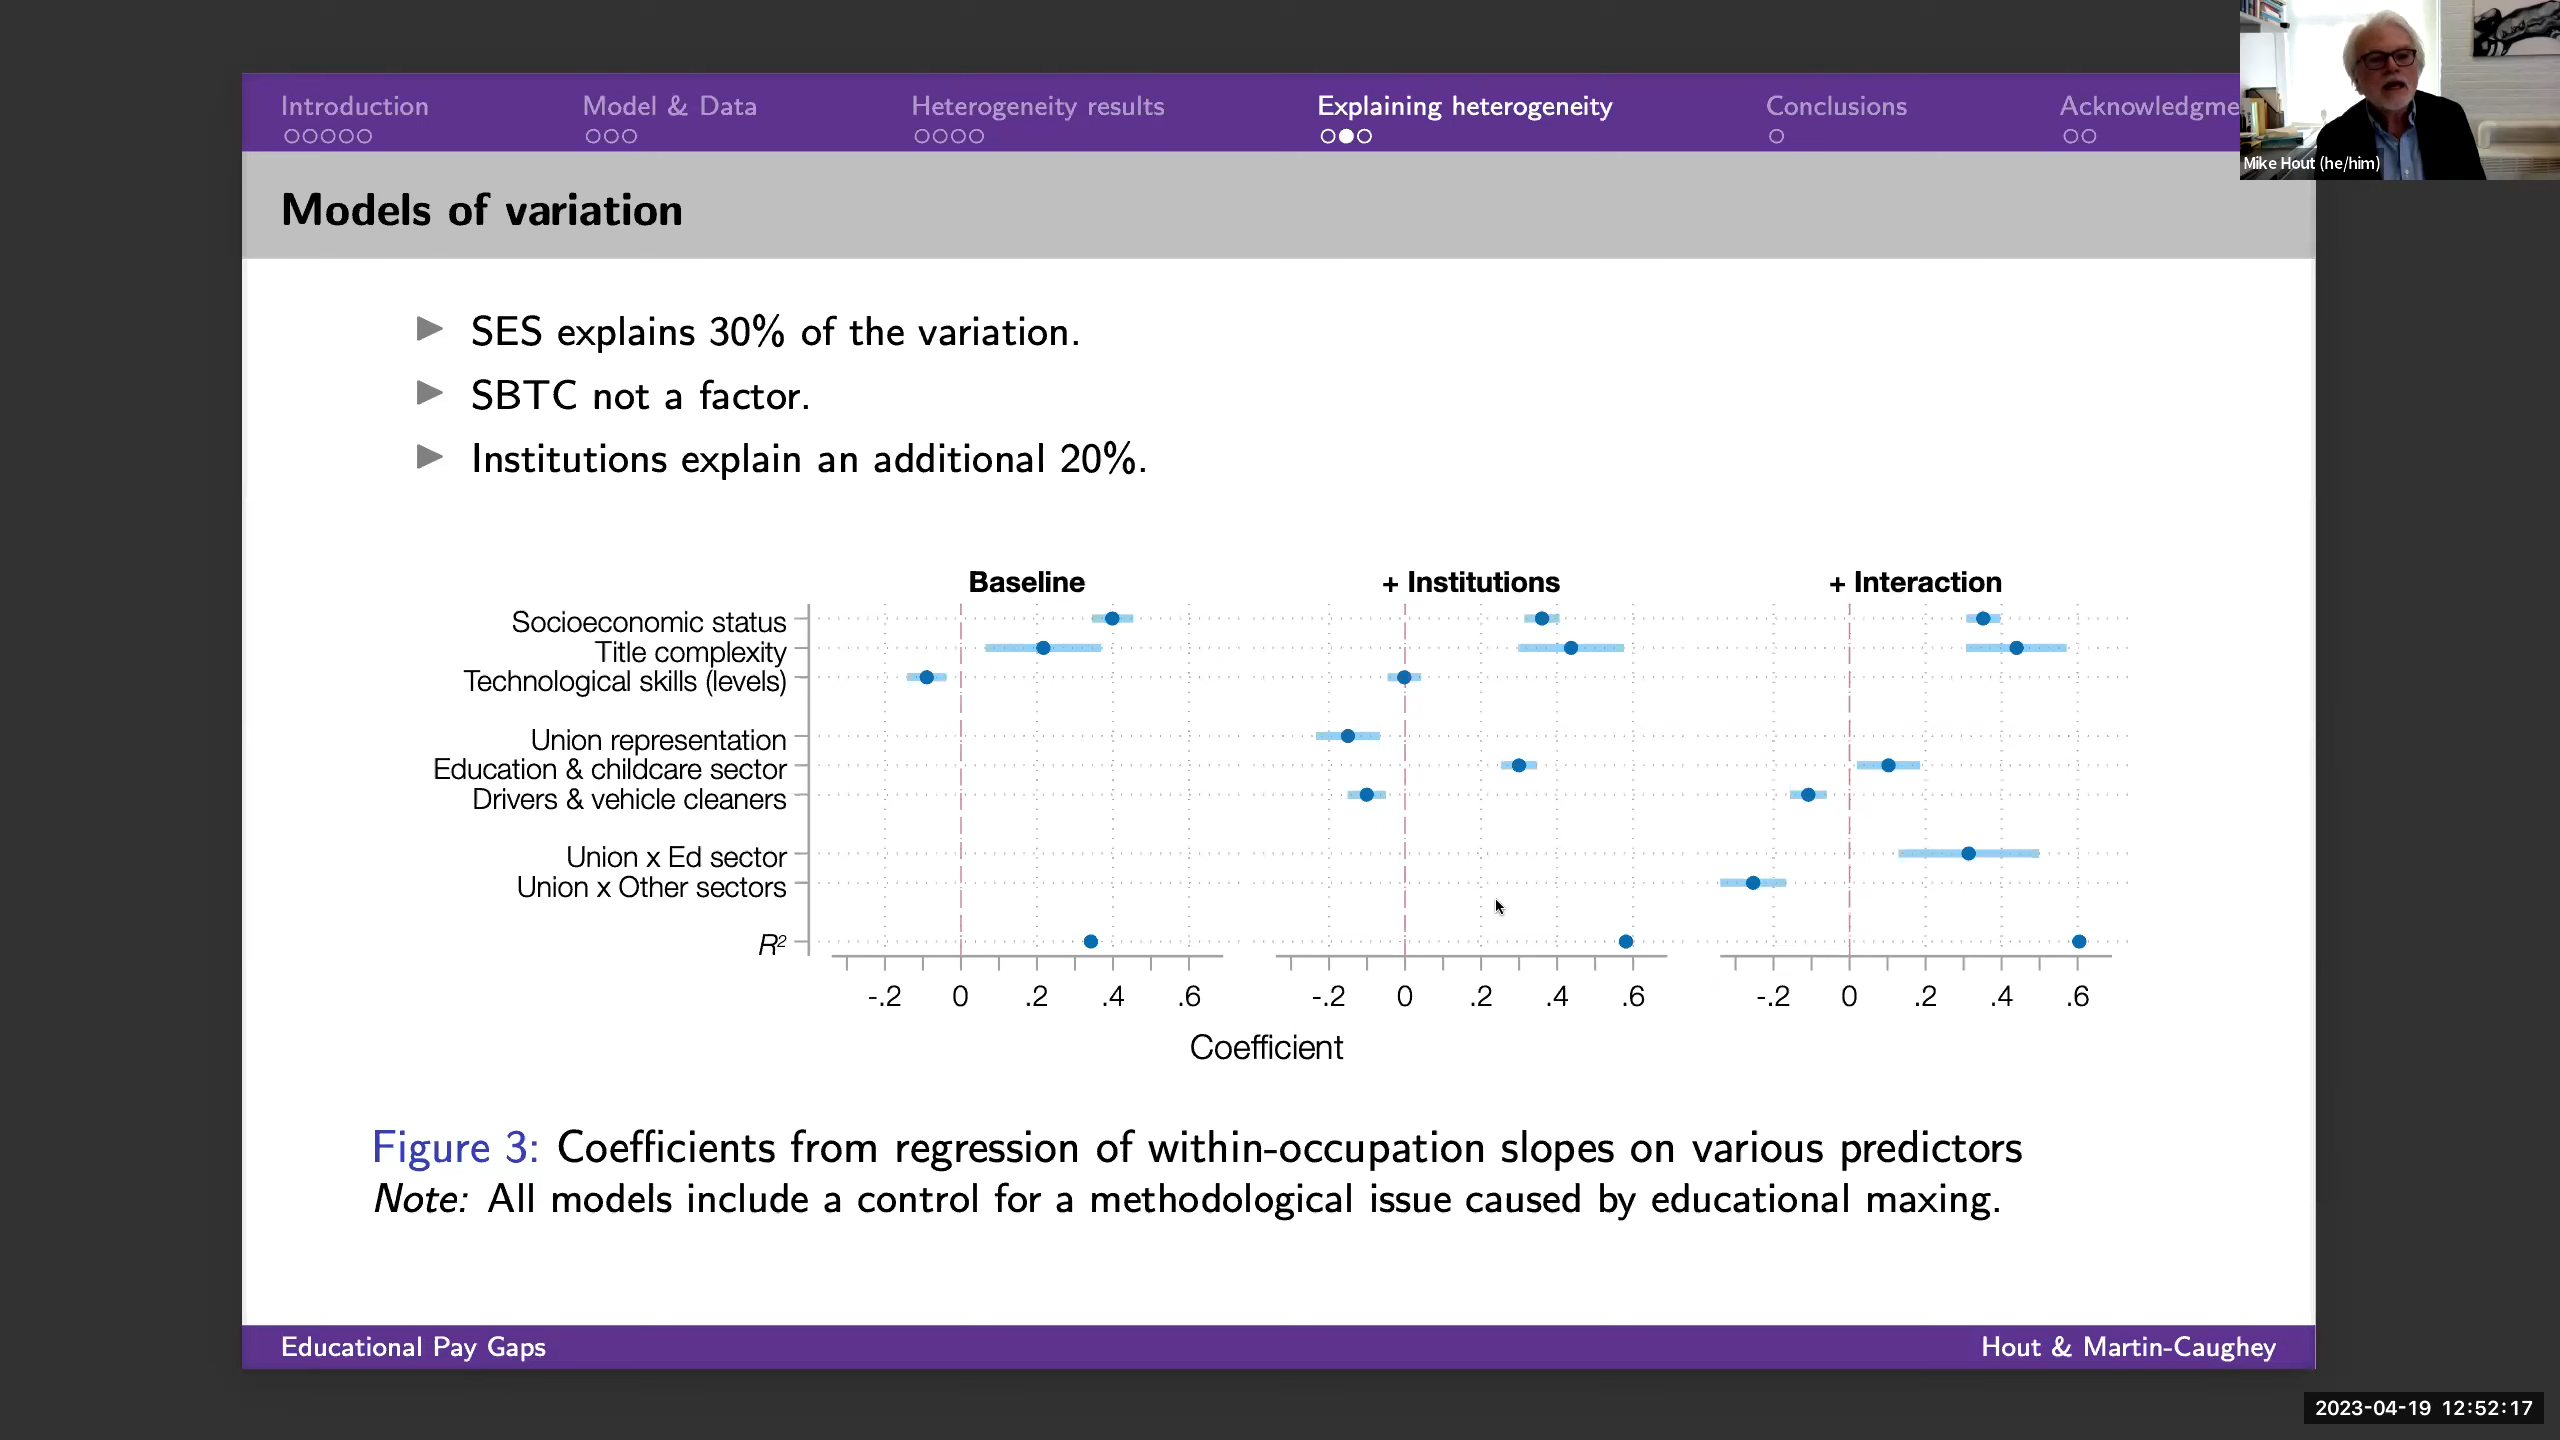 Introduction
Model & Data
Heterogeneity results
Explaining heterogeneity
Conclusions
Acknowledgme
Mike Hout (he/him)
Models of variation
SES explains 30% of the variation.
SBTC not a factor.
Institutions explain an additional 20%.
Baseline
+ Institutions
+ Interaction
Socioeconomic status
Title complexity
Technological skills (levels)
Union representation
Education & childcare sector
Drivers & vehicle cleaners
Union x Ed sector
Union x Other sectors
R²
-.2 0 .2 .4 .6
-.2 0 .2 .4 .6
-.2 0 .2 .4 .6
Coefficient
Figure 3: Coefficients from regression of within-occupation slopes on various predictors
Note: All models include a control for a methodological issue caused by educational maxing.
Educational Pay Gaps
Hout & Martin-Caughey
2023-04-19 12:52:17